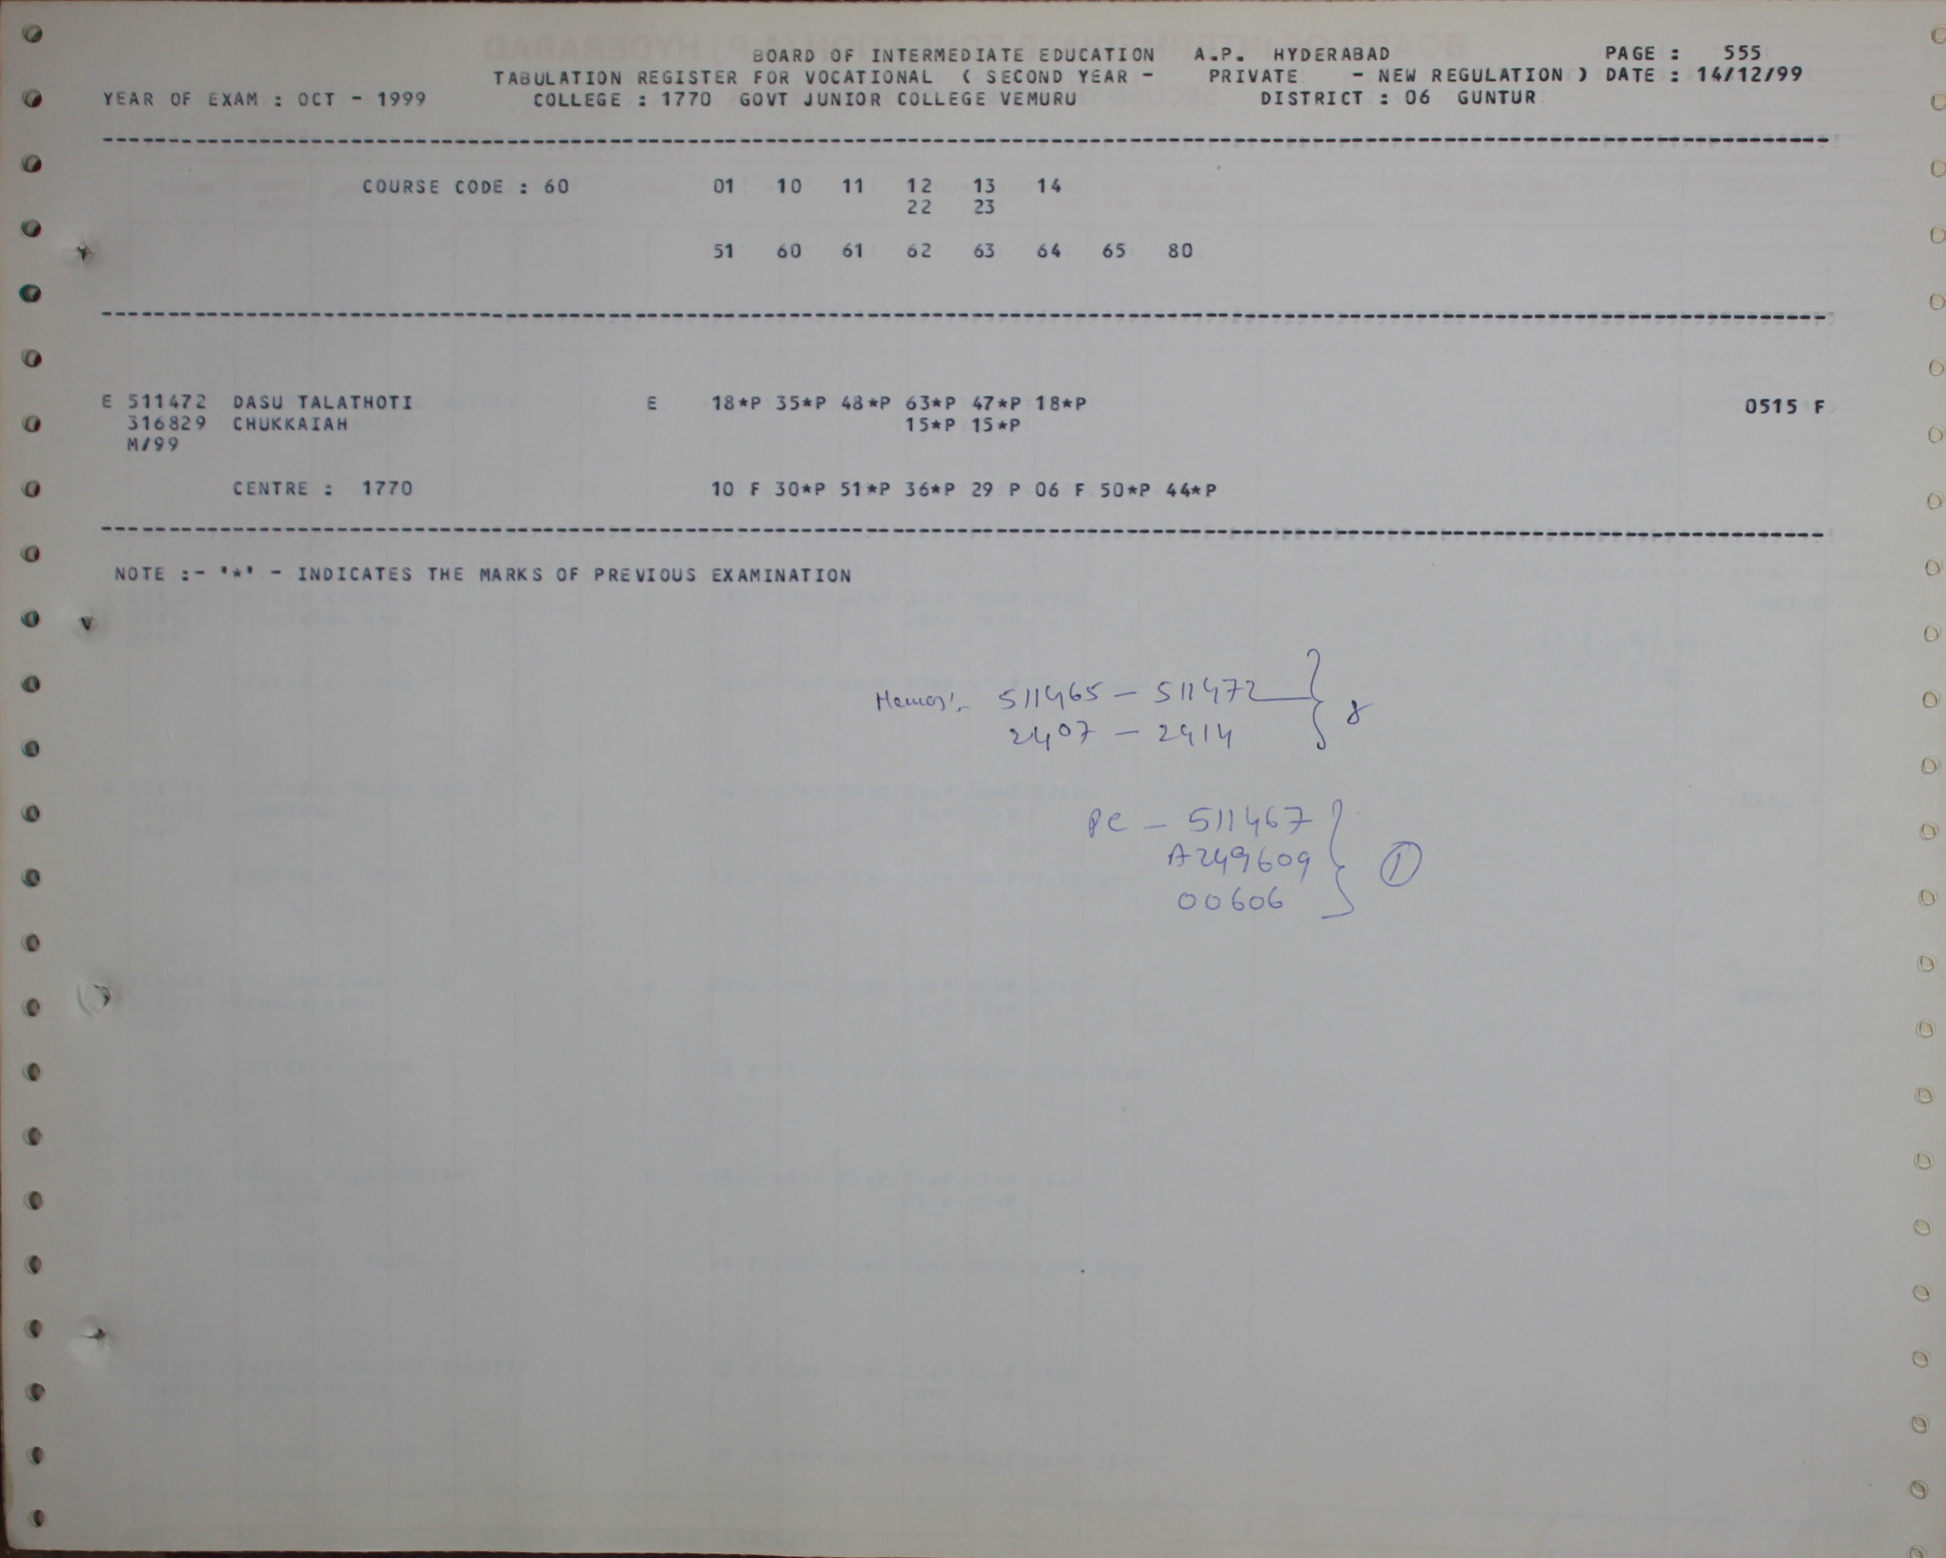 BOARD OF INTERMEDIATE EDUCATION A.P. HYDERABAD PAGE : 555
TABULATION REGISTER FOR VOCATIONAL ( SECOND YEAR - PRIVATE - NEW REGULATION ) DATE : 14/12/99
YEAR OF EXAM : OCT - 1999 COLLEGE : 1770 GOVT JUNIOR COLLEGE VEMURU DISTRICT : 06 GUNTUR
COURSE CODE : 60 01 10 11 12 13 14
22 23
51 60 61 62 63 64 65 80
E 511472 DASU TALATHOTI E 18*P 35*P 48*P 63*P 47*P 18*P 0515 F
316829 CHUKKAIAH 15*P 15*P
M/99
CENTRE : 1770 10 F 30*P 51*P 36*P 29 P 06 F 50*P 44*P
NOTE :- '*' - INDICATES THE MARKS OF PREVIOUS EXAMINATION
511465 - 511472
2407 - 2414 8
PC - 511467
A249609 1
00606